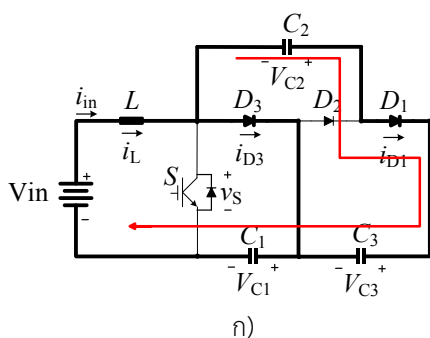 C2
− VC2 +
iin L D3 D2 D1
iL iD3 iD1
Vin + −
S + vS −
C1 C3
− VC1 + − VC3 +
ก)